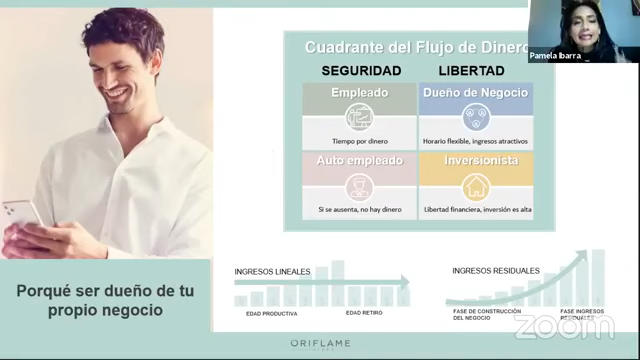 Cuadrante del Flujo de Dinero
Pamela Ibarra
SEGURIDAD
LIBERTAD
Empleado
Dueño de Negocio
Tiempo por dinero
Horario flexible, ingresos atractivos
Auto empleado
Inversionista
Si se ausenta, no hay dinero
Libertad financiera, inversión es alta
Porqué ser dueño de tu
propio negocio
INGRESOS LINEALES
EDAD PRODUCTIVA
EDAD RETIRO
INGRESOS RESIDUALES
FASE DE CONSTRUCCIÓN
DEL NEGOCIO
FASE INGRESOS
RESIDUALES
zoom
ORIFLAME